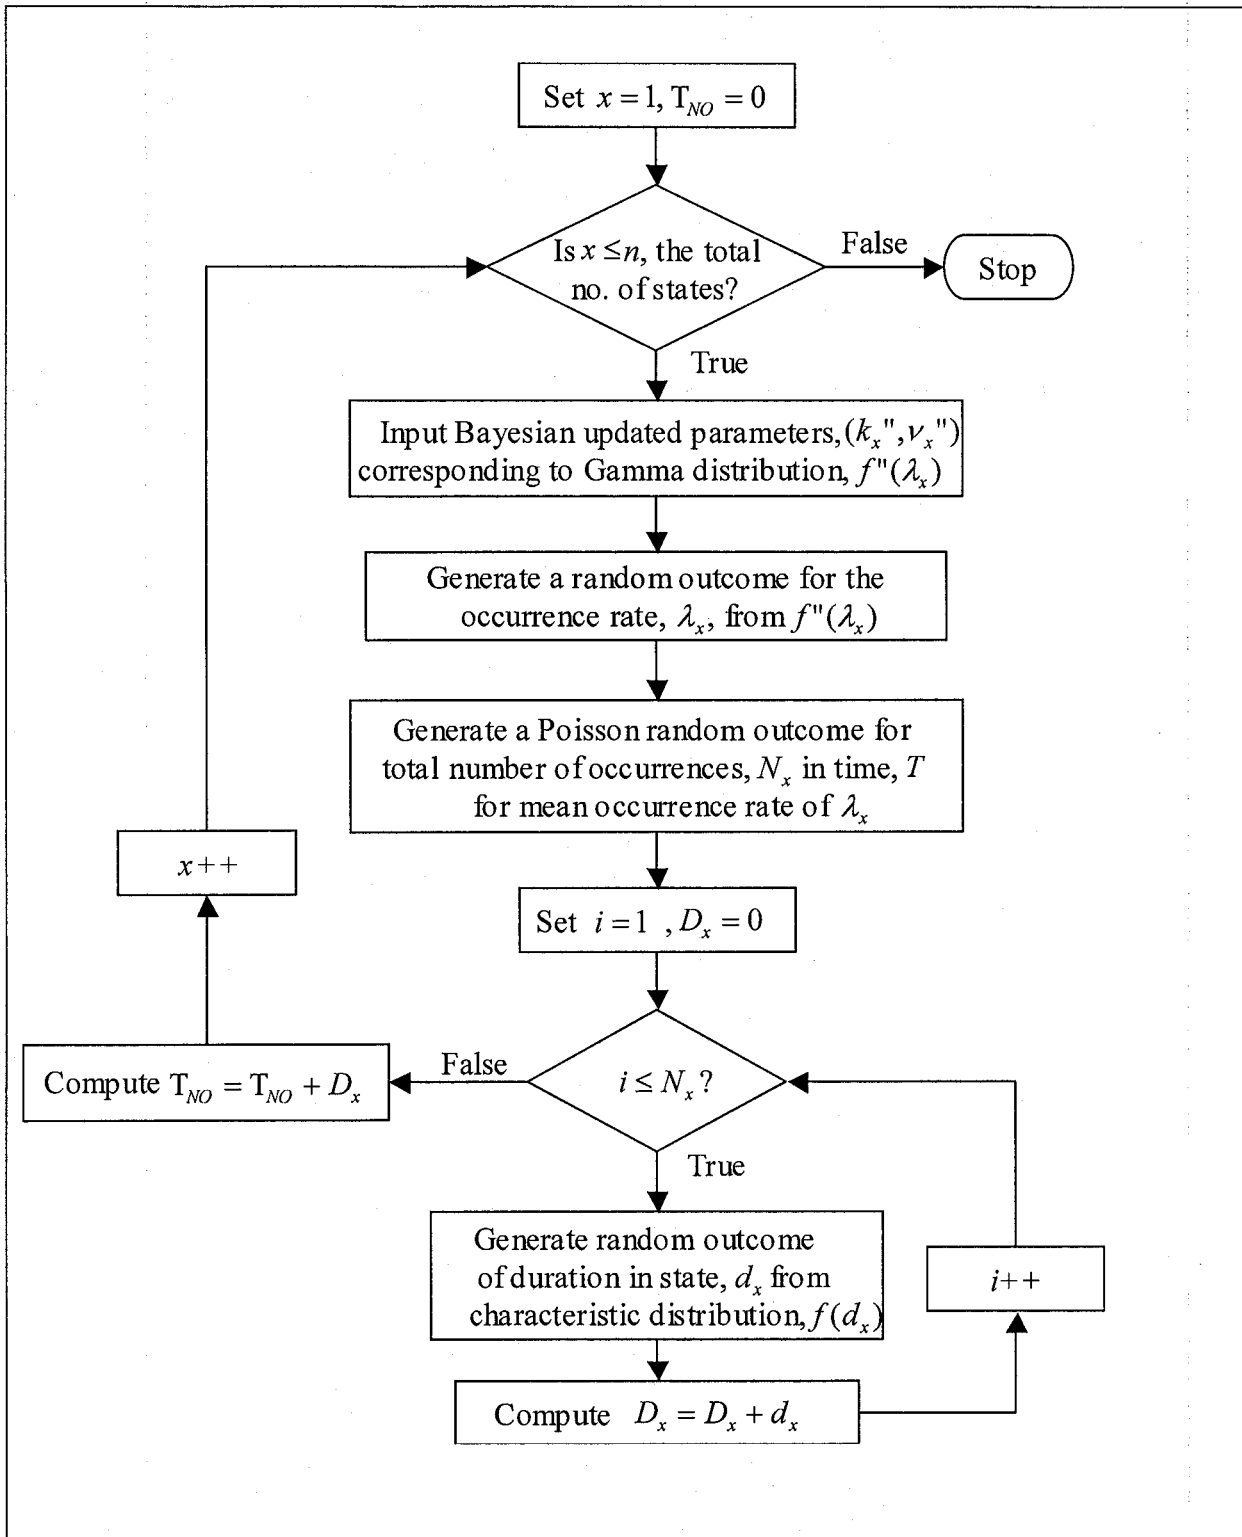 Set x = 1, T_NO = 0
Is x ≤ n, the total
no. of states?
False
Stop
True
Input Bayesian updated parameters, (k_x", ν_x")
corresponding to Gamma distribution, f"(λ_x)
Generate a random outcome for the
occurrence rate, λ_x, from f"(λ_x)
Generate a Poisson random outcome for
total number of occurrences, N_x in time, T
for mean occurrence rate of λ_x
x++
Set i = 1 , D_x = 0
Compute T_NO = T_NO + D_x
False
i ≤ N_x?
True
Generate random outcome
of duration in state, d_x from
characteristic distribution, f(d_x)
i++
Compute D_x = D_x + d_x